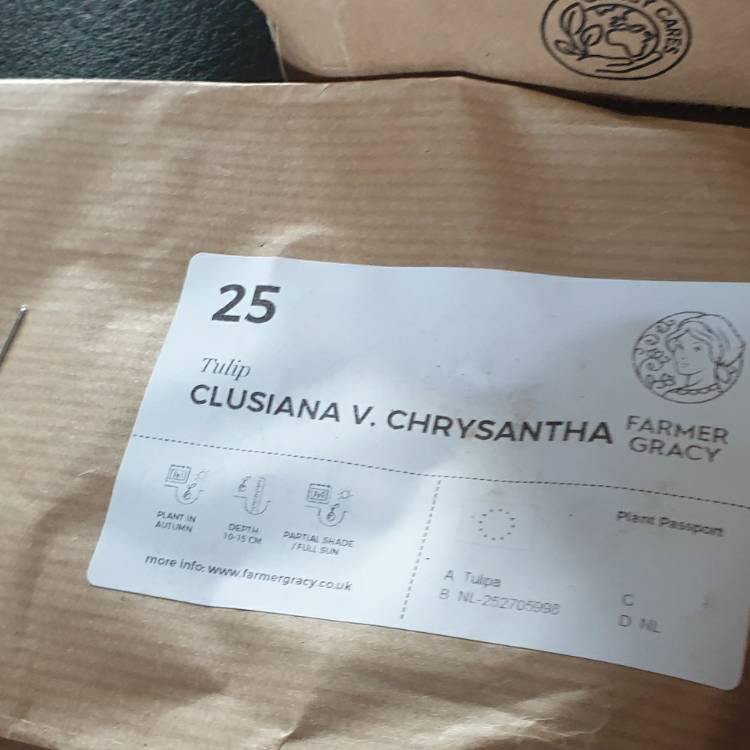 CARES
25
Tulip
CLUSIANA V. CHRYSANTHA
FARMER
GRACY
PLANT IN
AUTUMN
DEPTH
10-15 CM
PARTIAL SHADE
/ FULL SUN
more info: www.farmergracy.co.uk
Plant Passport
A Tulipa
B NL-252705998
C
D NL